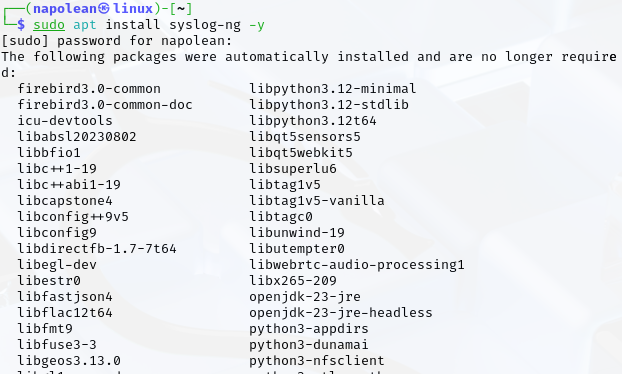 ┌──(napolean㉿linux)-[~]
└─$ sudo apt install syslog-ng -y
[sudo] password for napolean:
The following packages were automatically installed and are no longer require
d:
firebird3.0-common libpython3.12-minimal
firebird3.0-common-doc libpython3.12-stdlib
icu-devtools libpython3.12t64
libabsl20230802 libqt5sensors5
libbfio1 libqt5webkit5
libc++1-19 libsuperlu6
libc++abi1-19 libtag1v5
libcapstone4 libtag1v5-vanilla
libconfig++9v5 libtagc0
libconfig9 libunwind-19
libdirectfb-1.7-7t64 libutempter0
libegl-dev libwebrtc-audio-processing1
libestr0 libx265-209
libfastjson4 openjdk-23-jre
libflac12t64 openjdk-23-jre-headless
libfmt9 python3-appdirs
libfuse3-3 python3-dunamai
libgeos3.13.0 python3-nfsclient